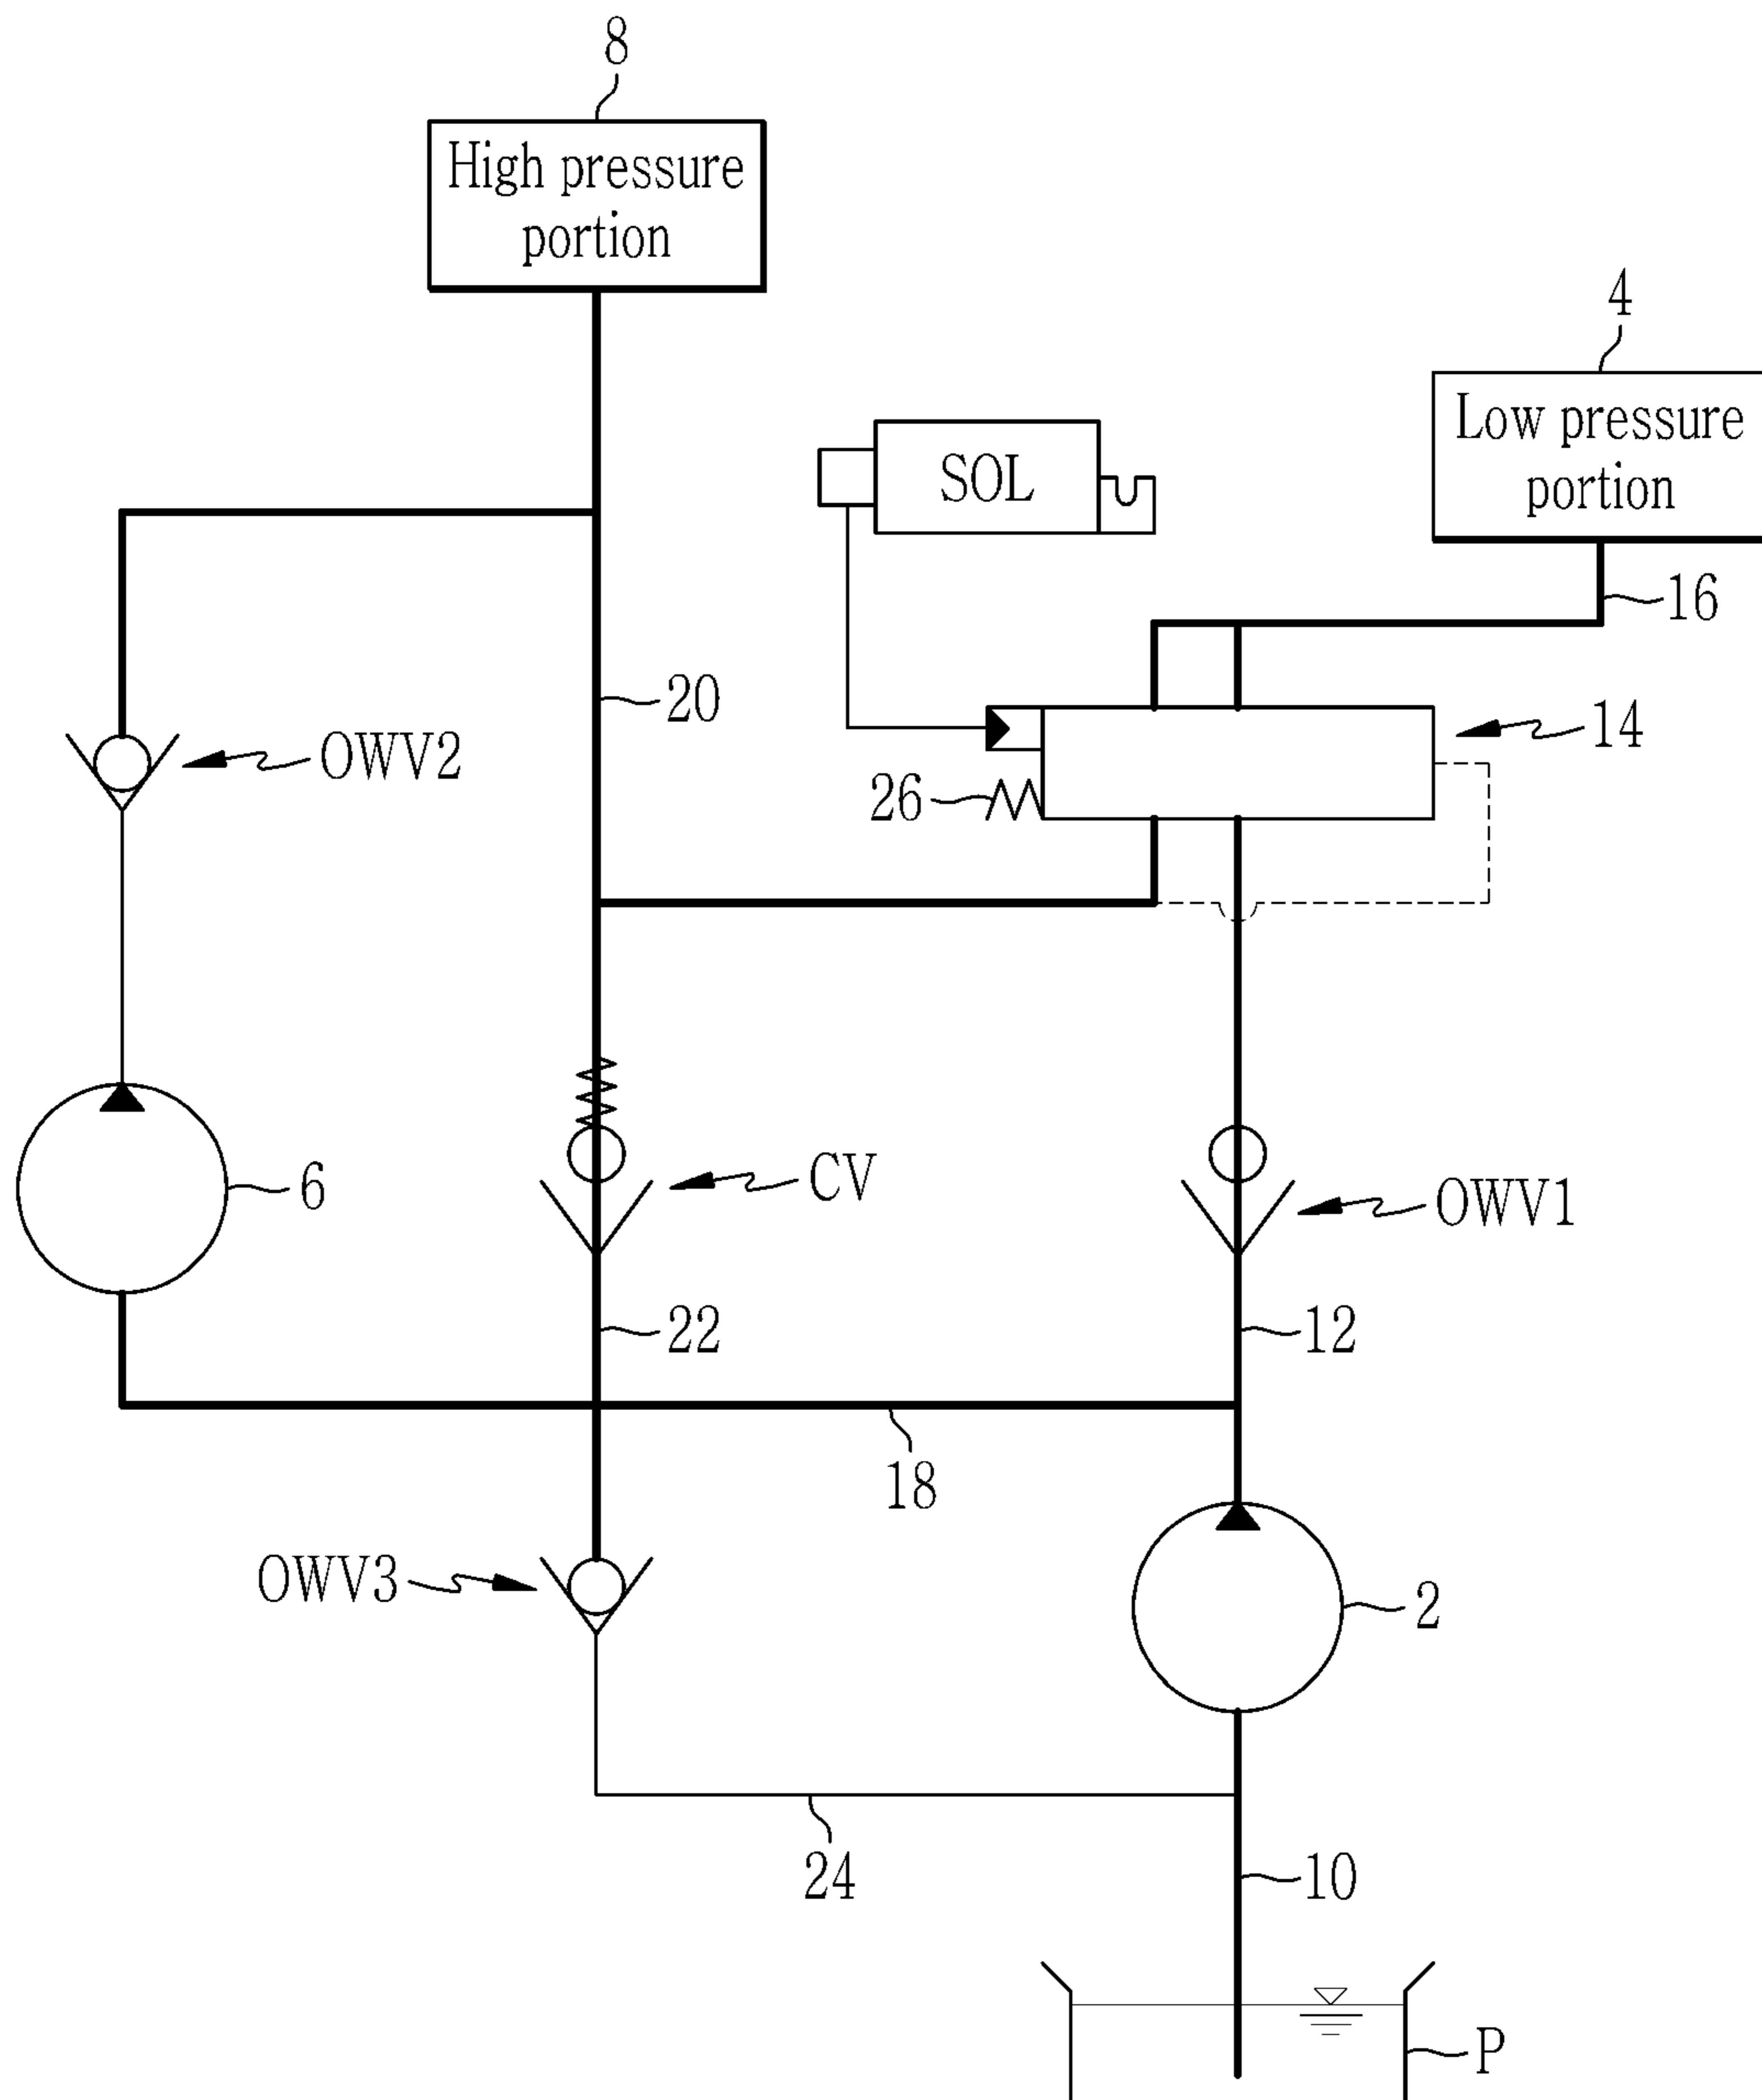 8
High pressure
portion
4
Low pressure
portion
SOL
16
20
14
OWV2
26
CV
6
OWV1
22
12
18
OWV3
2
24
10
P